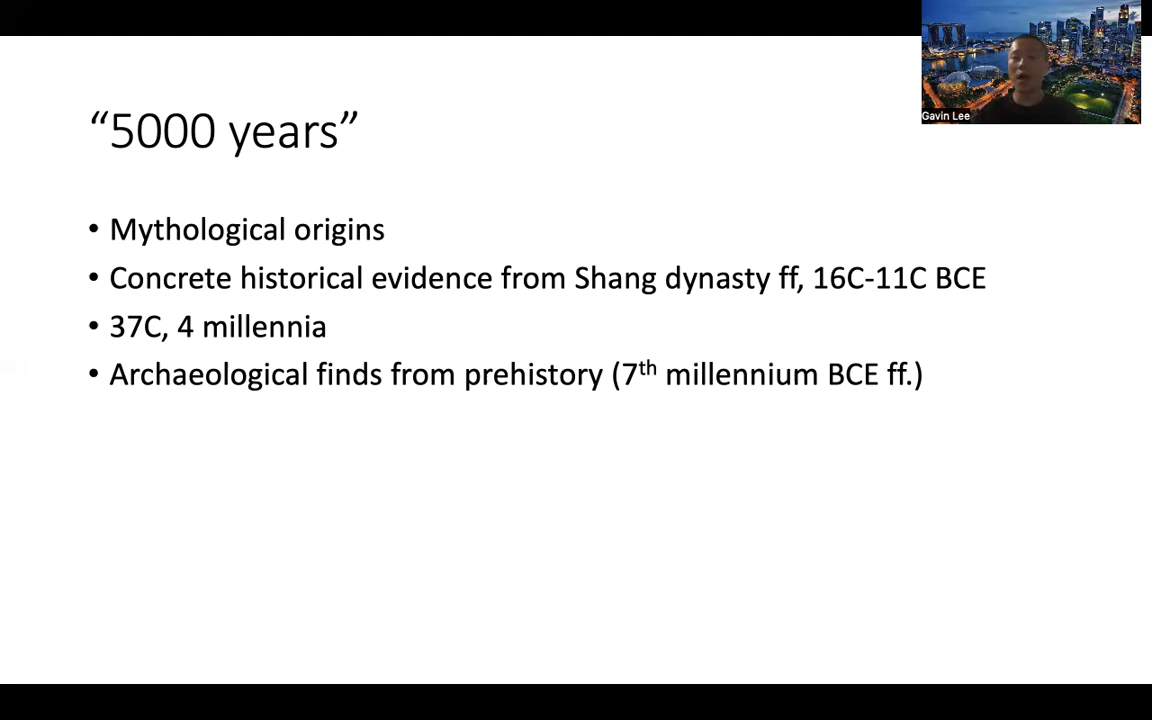 Gavin Lee
“5000 years”
• Mythological origins
• Concrete historical evidence from Shang dynasty ff, 16C-11C BCE
• 37C, 4 millennia
• Archaeological finds from prehistory (7th millennium BCE ff.)